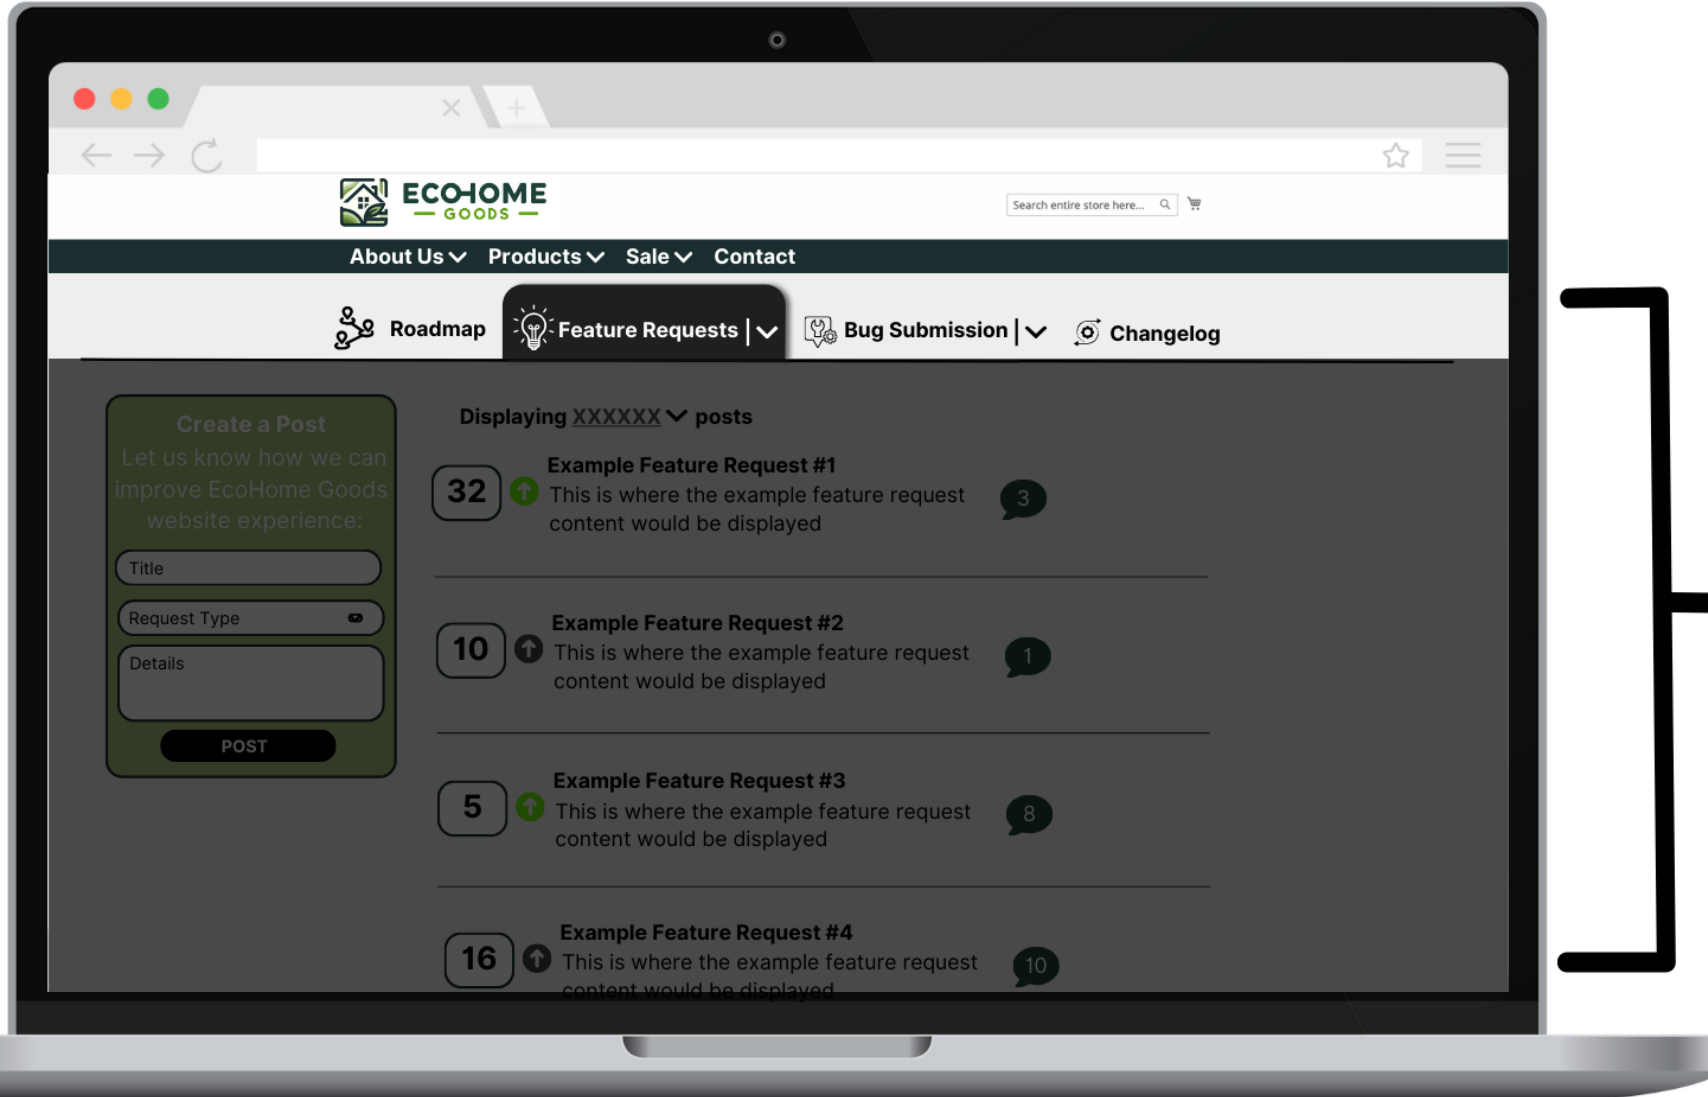 ECOHOME
GOODS
Search entire store here...
About Us Products Sale Contact
Roadmap Feature Requests Bug Submission Changelog
Create a Post
Let us know how we can
improve EcoHome Goods
website experience:
Title
Request Type
Details
POST
Displaying XXXXXX posts
32
Example Feature Request #1
This is where the example feature request
content would be displayed
3
10
Example Feature Request #2
This is where the example feature request
content would be displayed
1
5
Example Feature Request #3
This is where the example feature request
content would be displayed
8
16
Example Feature Request #4
This is where the example feature request
content would be displayed
10